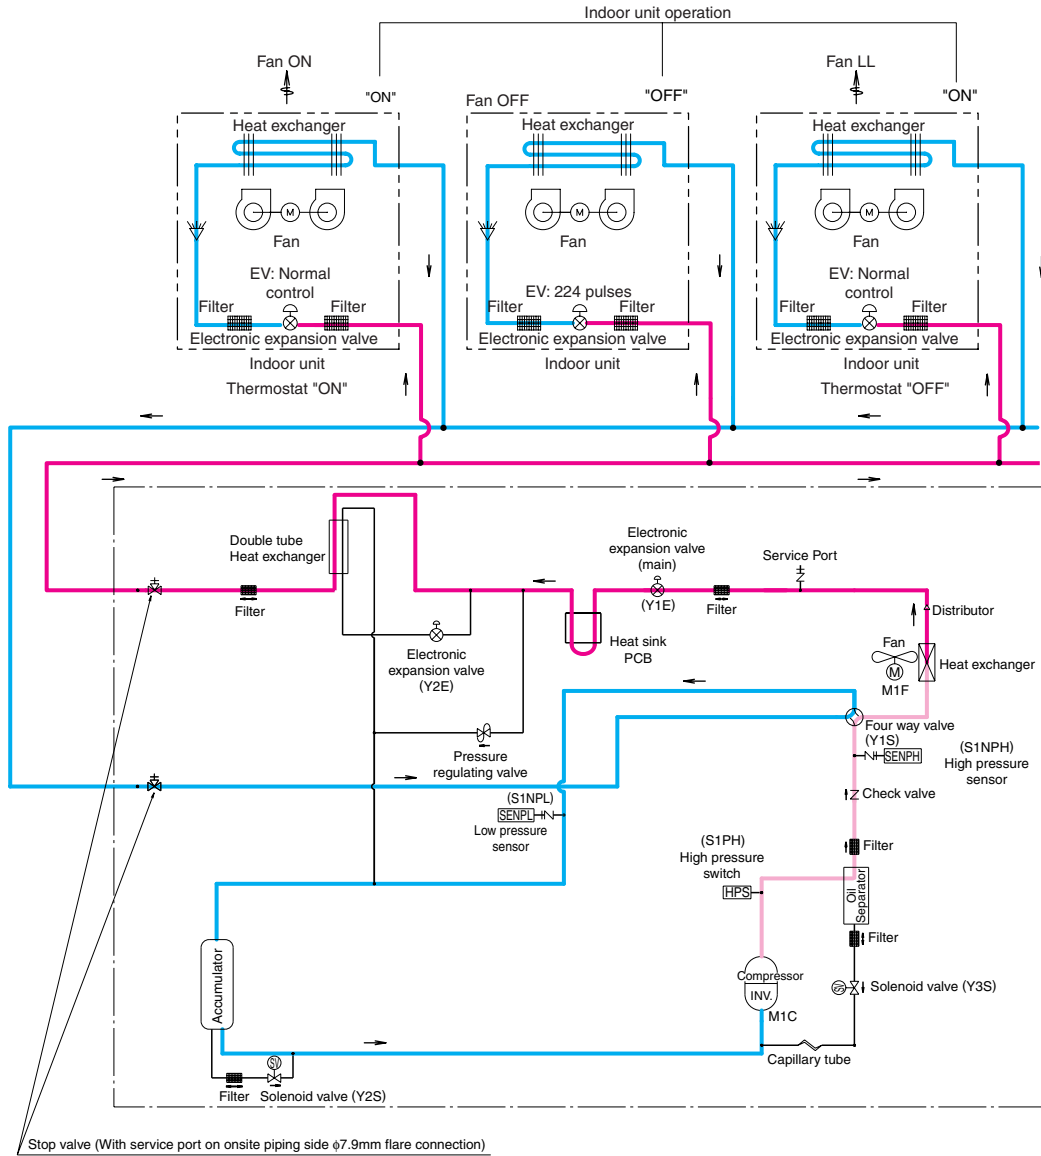 Indoor unit operation
Fan ON
"ON"
Fan OFF
"OFF"
Fan LL
"ON"
Heat exchanger
Heat exchanger
Heat exchanger
M
M
M
Fan
Fan
Fan
EV: Normal
control
EV: 224 pulses
EV: Normal
control
Filter
Filter
Filter
Filter
Filter
Filter
Electronic expansion valve
Electronic expansion valve
Electronic expansion valve
Indoor unit
Indoor unit
Indoor unit
Thermostat "ON"
Thermostat "OFF"
Double tube
Heat exchanger
Electronic
expansion valve
(main)
Service Port
(Y1E)
Filter
Filter
Distributor
Heat sink
PCB
Fan
M
M1F
Heat exchanger
Electronic
expansion valve
(Y2E)
Four way valve
(Y1S)
SENPH
(S1NPH)
High pressure
sensor
Pressure
regulating valve
Check valve
(S1NPL)
SENPL
Low pressure
sensor
(S1PH)
High pressure
switch
HPS
Filter
Oil
Separator
Filter
Accumulator
Compressor
INV.
M1C
SV
Solenoid valve (Y3S)
Capillary tube
SV
Filter
Solenoid valve (Y2S)
Stop valve (With service port on onsite piping side ϕ7.9mm flare connection)